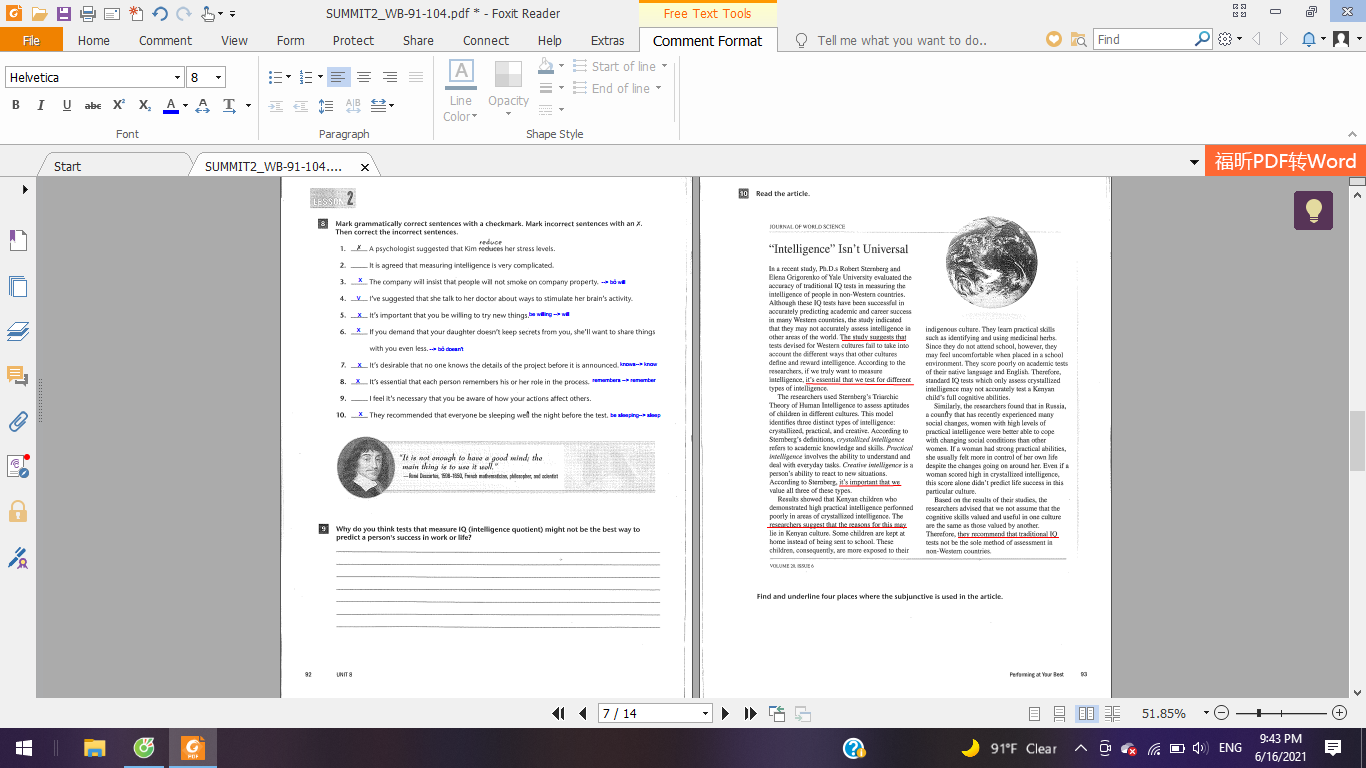 SUMMIT2_WB-91-104.pdf * - Foxit Reader
Free Text Tools
File Home Comment View Form Protect Share Connect Help Extras Comment Format Tell me what you want to do.. Find
Helvetica 8
Line Color Opacity Start of line End of line
Font Paragraph Shape Style
Start SUMMIT2_WB-91-104.... 福昕PDF转Word
LESSON 2
8 Mark grammatically correct sentences with a checkmark. Mark incorrect sentences with an ✗.
Then correct the incorrect sentences.
reduce
1. ✗ A psychologist suggested that Kim reduces her stress levels.
2. It is agreed that measuring intelligence is very complicated.
3. x The company will insist that people will not smoke on company property. --> bỏ will
4. v I've suggested that she talk to her doctor about ways to stimulate her brain's activity.
5. x It's important that you be willing to try new things. be willing --> will
6. x If you demand that your daughter doesn't keep secrets from you, she'll want to share things
with you even less. --> bỏ doesn't
7. x It's desirable that no one knows the details of the project before it is announced. knows--> know
8. x It's essential that each person remembers his or her role in the process. remembers --> remember
9. I feel it's necessary that you be aware of how your actions affect others.
10. x They recommended that everyone be sleeping well the night before the test. be sleeping--> sleep
"It is not enough to have a good mind; the
main thing is to use it well."
—René Descartes, 1596–1650, French mathematician, philosopher, and scientist
9 Why do you think tests that measure IQ (intelligence quotient) might not be the best way to
predict a person's success in work or life?
92 UNIT 8
10 Read the article.
JOURNAL OF WORLD SCIENCE
"Intelligence" Isn't Universal
In a recent study, Ph.D.s Robert Sternberg and
Elena Grigorenko of Yale University evaluated the
accuracy of traditional IQ tests in measuring the
intelligence of people in non-Western countries.
Although these IQ tests have been successful in
accurately predicting academic and career success
in many Western countries, the study indicated
that they may not accurately assess intelligence in
other areas of the world. The study suggests that
tests devised for Western cultures fail to take into
account the different ways that other cultures
define and reward intelligence. According to the
researchers, if we truly want to measure
intelligence, it's essential that we test for different
types of intelligence.
The researchers used Sternberg's Triarchic
Theory of Human Intelligence to assess aptitudes
of children in different cultures. This model
identifies three distinct types of intelligence:
crystallized, practical, and creative. According to
Sternberg's definitions, crystallized intelligence
refers to academic knowledge and skills. Practical
intelligence involves the ability to understand and
deal with everyday tasks. Creative intelligence is a
person's ability to react to new situations.
According to Sternberg, it's important that we
value all three of these types.
Results showed that Kenyan children who
demonstrated high practical intelligence performed
poorly in areas of crystallized intelligence. The
researchers suggest that the reasons for this may
lie in Kenyan culture. Some children are kept at
home instead of being sent to school. These
children, consequently, are more exposed to their
indigenous culture. They learn practical skills
such as identifying and using medicinal herbs.
Since they do not attend school, however, they
may feel uncomfortable when placed in a school
environment. They score poorly on academic tests
of their native language and English. Therefore,
standard IQ tests which only assess crystallized
intelligence may not accurately test a Kenyan
child's full cognitive abilities.
Similarly, the researchers found that in Russia,
a country that has recently experienced many
social changes, women with high levels of
practical intelligence were better able to cope
with changing social conditions than other
women. If a woman had strong practical abilities,
she usually felt more in control of her own life
despite the changes going on around her. Even if a
woman scored high in crystallized intelligence,
this score alone didn't predict life success in this
particular culture.
Based on the results of their studies, the
researchers advised that we not assume that the
cognitive skills valued and useful in one culture
are the same as those valued by another.
Therefore, they recommend that traditional IQ
tests not be the sole method of assessment in
non-Western countries.
VOLUME 20, ISSUE 6
Find and underline four places where the subjunctive is used in the article.
Performing at Your Best 93
7 / 14 51.85%
91°F Clear ENG 9:43 PM
6/16/2021